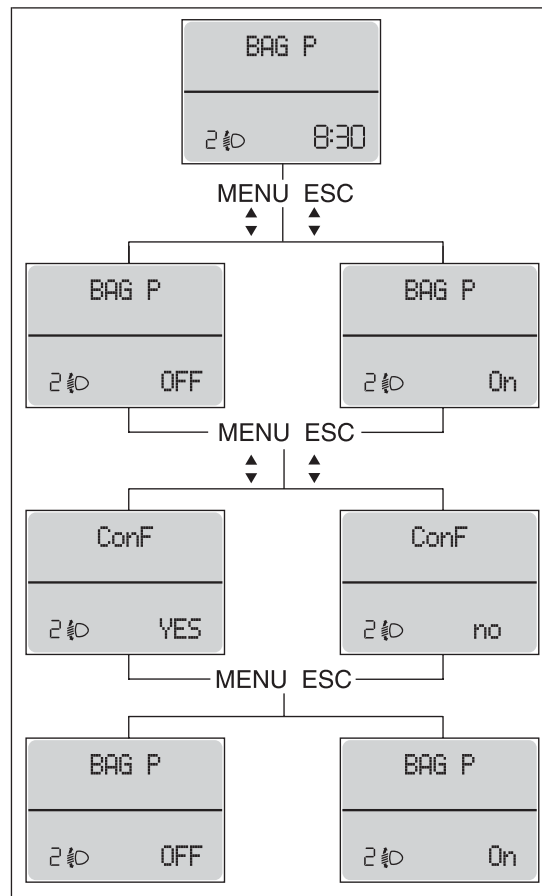 BAG P
2 8:30
MENU ESC
BAG P
BAG P
2 OFF
2 On
MENU ESC
ConF
ConF
2 YES
2 no
MENU ESC
BAG P
BAG P
2 OFF
2 On